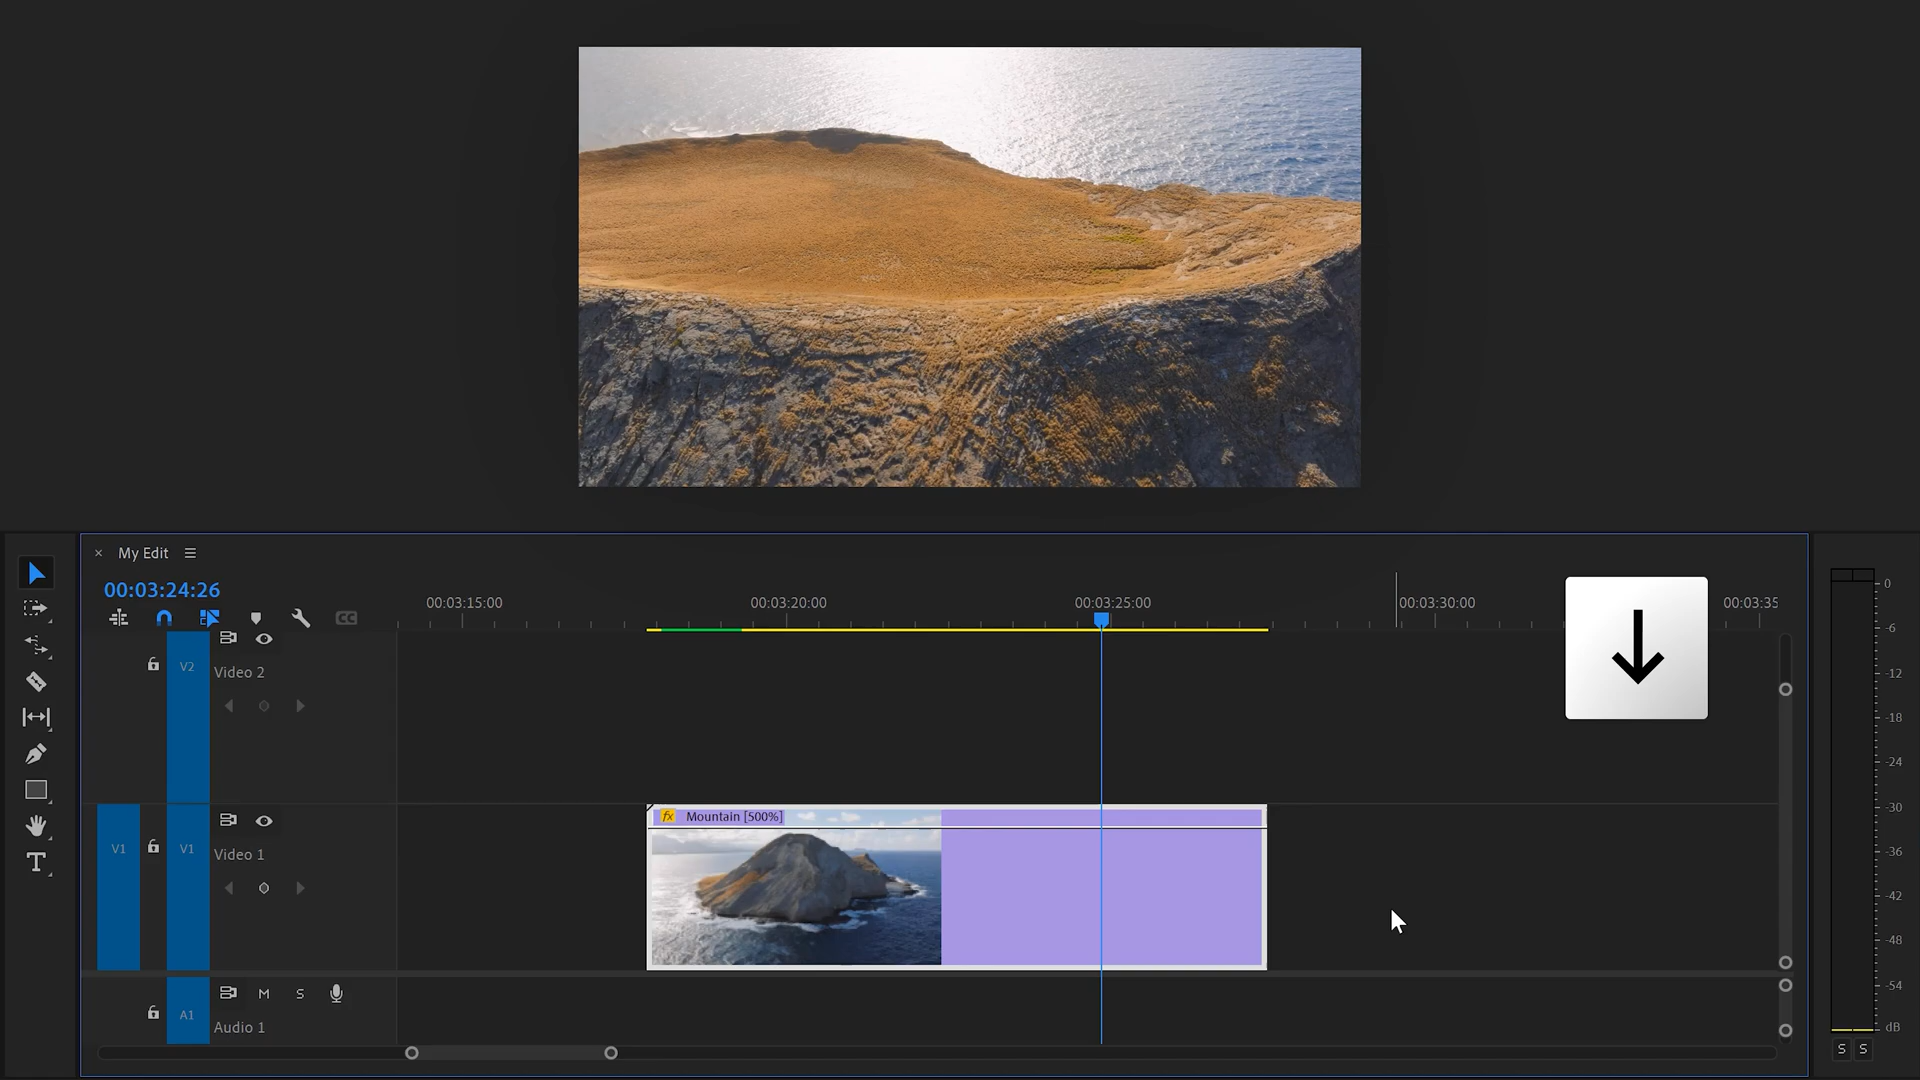 × My Edit
00:03:24:26
00:03:15:00 00:03:20:00 00:03:25:00 00:03:30:00 00:03:35
CC
V2 Video 2
fx Mountain [500%]
V1 V1 Video 1
M S
A1 Audio 1
T
0
-6
-12
-18
-24
-30
-36
-42
-48
-54
dB
S S